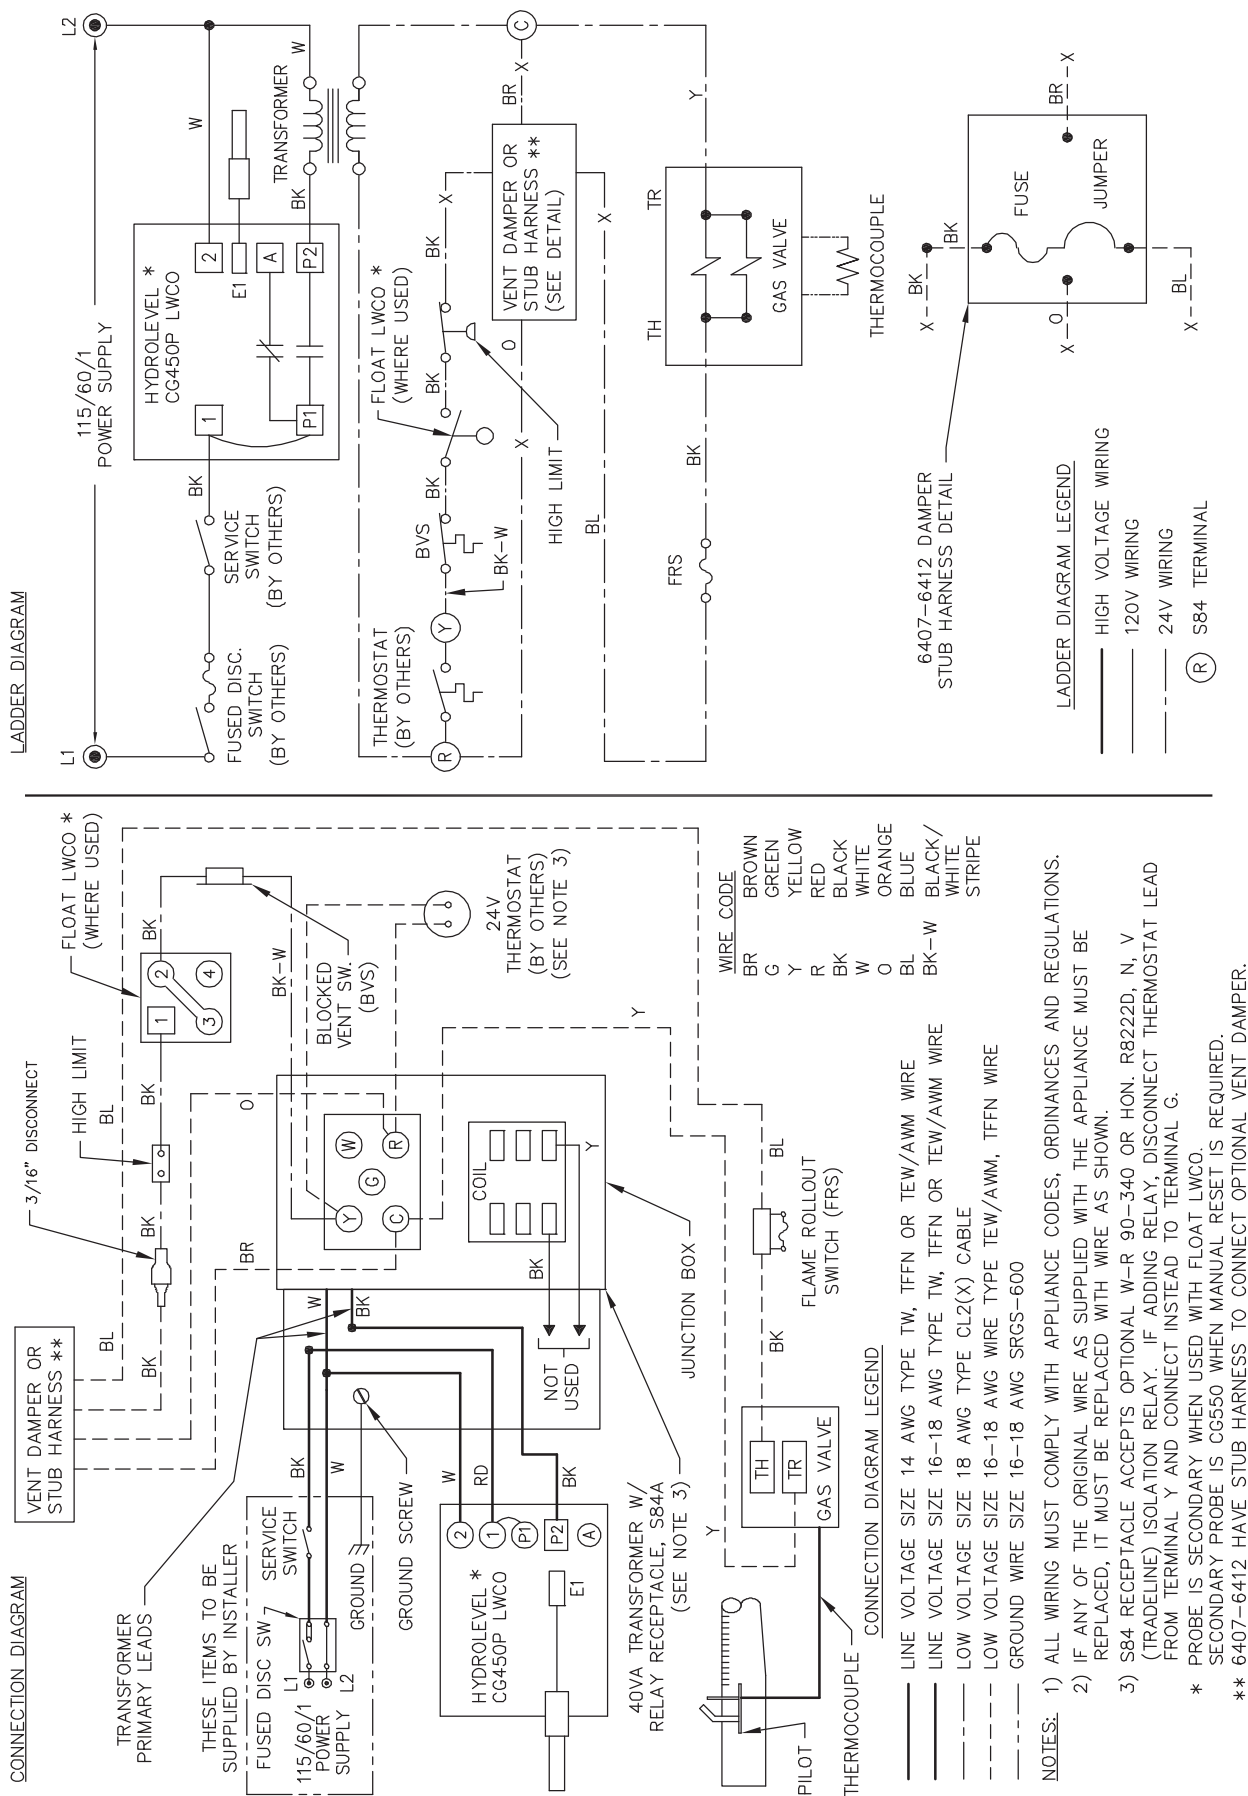 CONNECTION DIAGRAM
TRANSFORMER
PRIMARY LEADS
THESE ITEMS TO BE
SUPPLIED BY INSTALLER
FUSED DISC SW
SERVICE
SWITCH
L1
L2
115/60/1
POWER
SUPPLY
GROUND
GROUND SCREW
BK
W
VENT DAMPER OR
STUB HARNESS **
BL
BK
BR
O
3/16" DISCONNECT
HIGH LIMIT
BL
BK
BK
FLOAT LWCO *
(WHERE USED)
1
2
3
4
BK
BK-W
BLOCKED
VENT SW.
(BVS)
24V
THERMOSTAT
(BY OTHERS)
(SEE NOTE 3)
W
BK
Y
W
G
C
R
COIL
BK
Y
NOT
USED
W
RD
BK
HYDROLEVEL *
CG450P LWCO
2
1
P1
P2
A
E1
40VA TRANSFORMER W/
RELAY RECEPTACLE, S84A
(SEE NOTE 3)
JUNCTION BOX
Y
Y
FLAME ROLLOUT
SWITCH (FRS)
BK
BL
TH
TR
GAS VALVE
PILOT
THERMOCOUPLE
WIRE CODE
BR BROWN
G GREEN
Y YELLOW
R RED
BK BLACK
W WHITE
O ORANGE
BL BLUE
BK-W BLACK/
WHITE
STRIPE
CONNECTION DIAGRAM LEGEND
LINE VOLTAGE SIZE 14 AWG TYPE TW, TFFN OR TEW/AWM WIRE
LINE VOLTAGE SIZE 16-18 AWG TYPE TW, TFFN OR TEW/AWM WIRE
LOW VOLTAGE SIZE 18 AWG TYPE CL2(X) CABLE
LOW VOLTAGE SIZE 16-18 AWG WIRE TYPE TEW/AWM, TFFN WIRE
GROUND WIRE SIZE 16-18 AWG SRGS-600
NOTES: 1) ALL WIRING MUST COMPLY WITH APPLIANCE CODES, ORDINANCES AND REGULATIONS.
2) IF ANY OF THE ORIGINAL WIRE AS SUPPLIED WITH THE APPLIANCE MUST BE
REPLACED, IT MUST BE REPLACED WITH WIRE AS SHOWN.
3) S84 RECEPTACLE ACCEPTS OPTIONAL W-R 90-340 OR HON. R8222D, N, V
(TRADELINE) ISOLATION RELAY. IF ADDING RELAY, DISCONNECT THERMOSTAT LEAD
FROM TERMINAL Y AND CONNECT INSTEAD TO TERMINAL G.
* PROBE IS SECONDARY WHEN USED WITH FLOAT LWCO.
SECONDARY PROBE IS CG550 WHEN MANUAL RESET IS REQUIRED.
** 6407-6412 HAVE STUB HARNESS TO CONNECT OPTIONAL VENT DAMPER.
LADDER DIAGRAM
L1
L2
115/60/1
POWER SUPPLY
FUSED DISC.
SWITCH
(BY OTHERS)
SERVICE
SWITCH
(BY OTHERS)
BK
HYDROLEVEL *
CG450P LWCO
1
2
P1
P2
A
E1
W
W
BK
TRANSFORMER
THERMOSTAT
(BY OTHERS)
R
Y
BK-W
BVS
BK
FLOAT LWCO *
(WHERE USED)
BK
HIGH LIMIT
BK
X
VENT DAMPER OR
STUB HARNESS **
(SEE DETAIL)
BR
X
C
O
X
BL
X
Y
FRS
BK
TH
TR
GAS VALVE
THERMOCOUPLE
6407-6412 DAMPER
STUB HARNESS DETAIL
X
BK
BK
FUSE
JUMPER
BR
X
X
O
X
BL
LADDER DIAGRAM LEGEND
HIGH VOLTAGE WIRING
120V WIRING
24V WIRING
R S84 TERMINAL